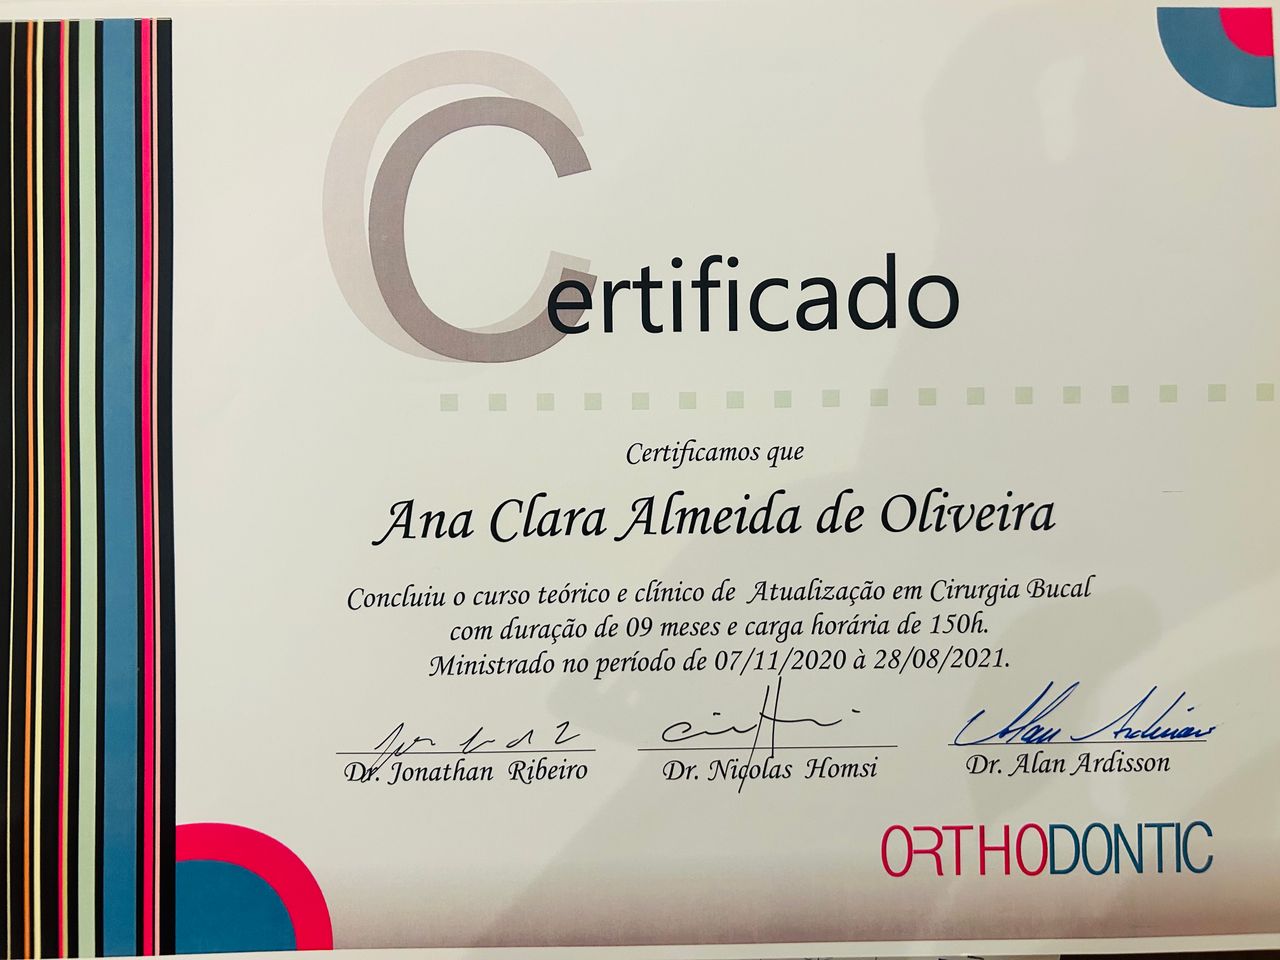 Certificado
Certificamos que
Ana Clara Almeida de Oliveira
Concluiu o curso teórico e clínico de Atualização em Cirurgia Bucal
com duração de 09 meses e carga horária de 150h.
Ministrado no período de 07/11/2020 à 28/08/2021.
Dr. Jonathan Ribeiro
Dr. Nicolas Homsi
Dr. Alan Ardisson
ORTHODONTIC